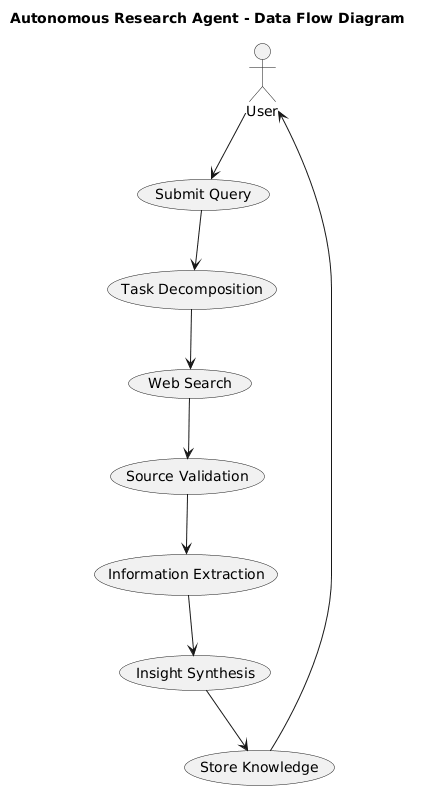 Autonomous Research Agent - Data Flow Diagram
User
Submit Query
Task Decomposition
Web Search
Source Validation
Information Extraction
Insight Synthesis
Store Knowledge